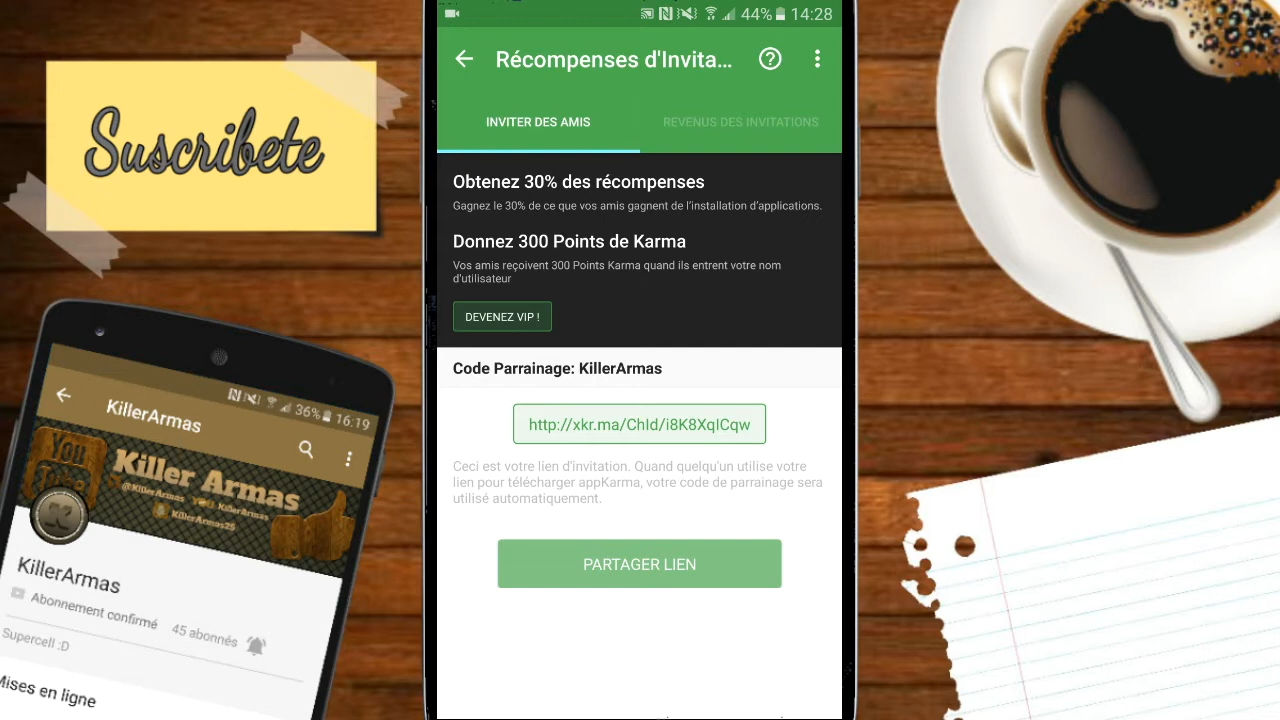 Suscribete
44% 14:28
Récompenses d'Invita...
INVITER DES AMIS
REVENUS DES INVITATIONS
Obtenez 30% des récompenses
Gagnez le 30% de ce que vos amis gagnent de l'installation d'applications.
Donnez 300 Points de Karma
Vos amis reçoivent 300 Points Karma quand ils entrent votre nom
d'utilisateur
DEVENEZ VIP !
Code Parrainage: KillerArmas
http://xkr.ma/ChId/i8K8XqICqw
Ceci est votre lien d'invitation. Quand quelqu'un utilise votre
lien pour télécharger appKarma, votre code de parrainage sera
utilisé automatiquement.
PARTAGER LIEN
36% 16:19
KillerArmas
You
Killer Armas
@KillerArmas KillerArmas
KillerArmas25
KillerArmas
Abonnement confirmé 45 abonnés
Supercell :D
Mises en ligne